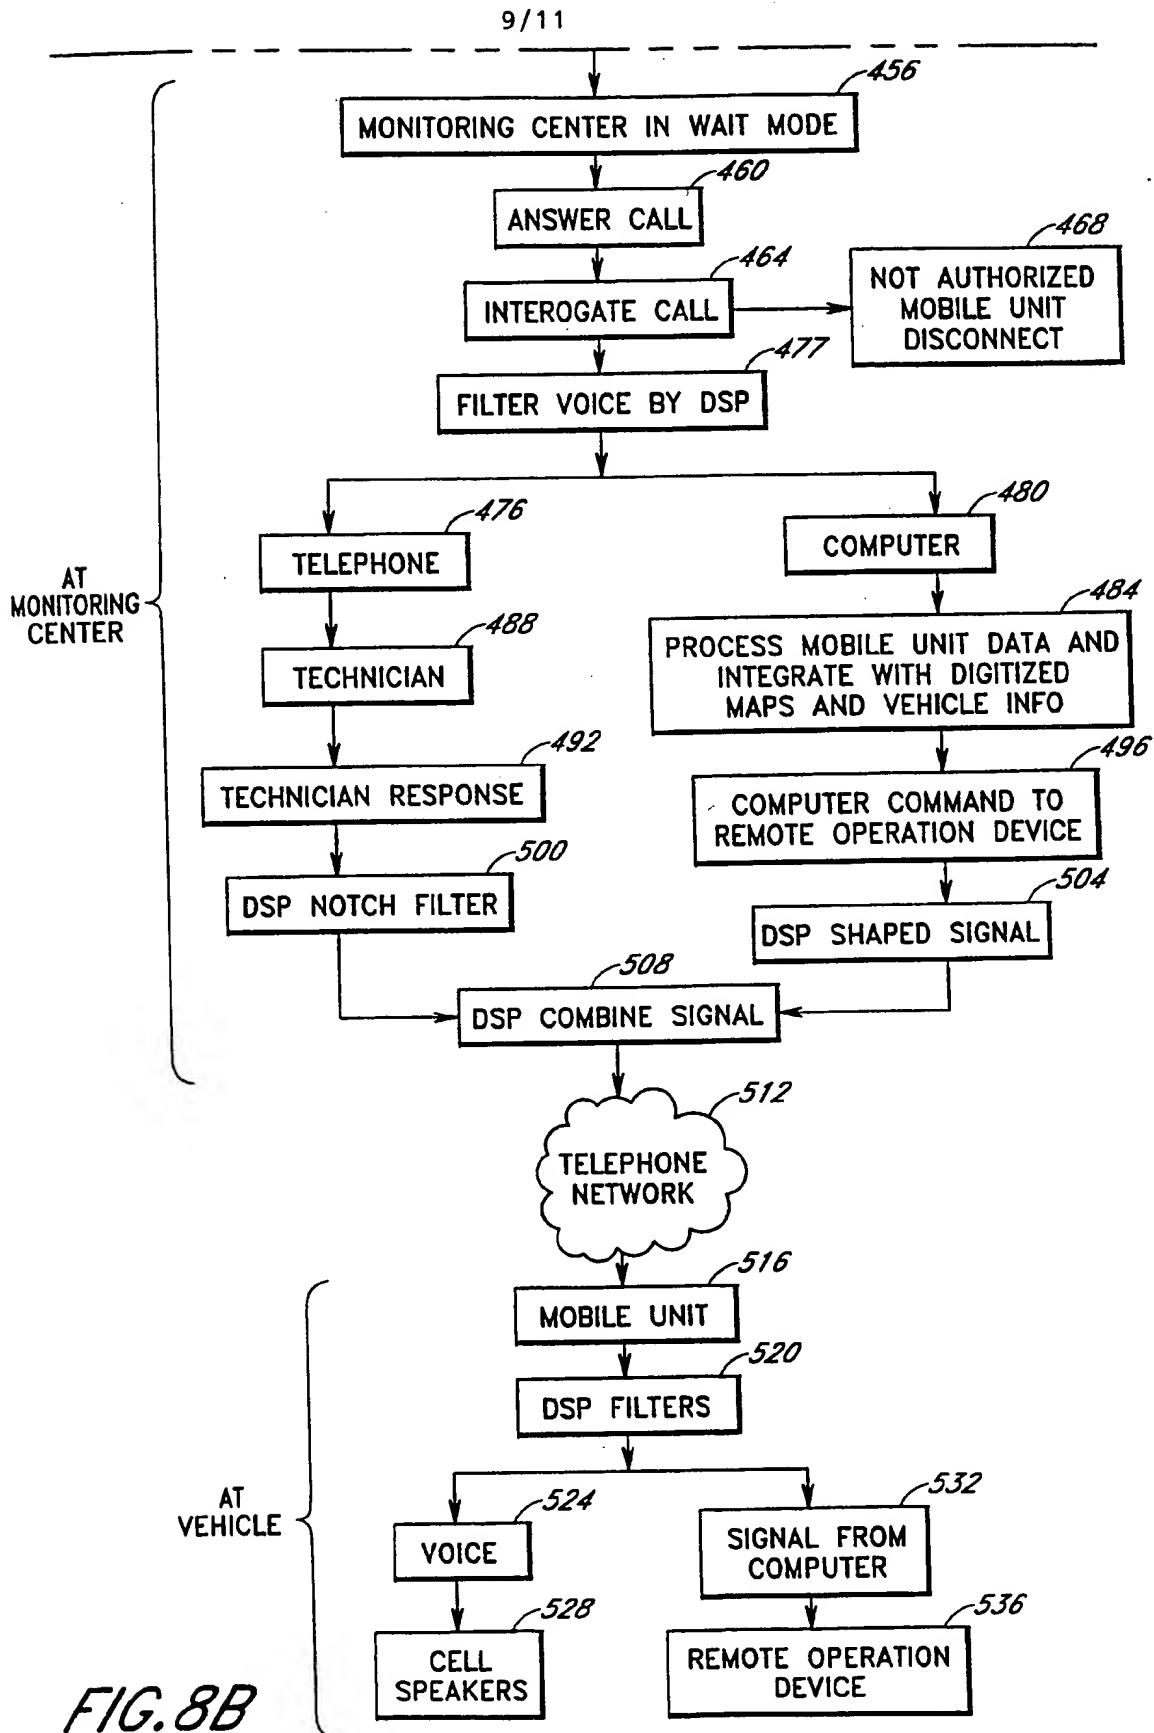 9/11
456
MONITORING CENTER IN WAIT MODE
460
ANSWER CALL
464
INTEROGATE CALL
468
NOT AUTHORIZED
MOBILE UNIT
DISCONNECT
477
FILTER VOICE BY DSP
476
TELEPHONE
480
COMPUTER
AT
MONITORING
CENTER
488
TECHNICIAN
484
PROCESS MOBILE UNIT DATA AND
INTEGRATE WITH DIGITIZED
MAPS AND VEHICLE INFO
492
TECHNICIAN RESPONSE
496
COMPUTER COMMAND TO
REMOTE OPERATION DEVICE
500
DSP NOTCH FILTER
504
DSP SHAPED SIGNAL
508
DSP COMBINE SIGNAL
512
TELEPHONE
NETWORK
516
MOBILE UNIT
520
DSP FILTERS
AT
VEHICLE
524
VOICE
532
SIGNAL FROM
COMPUTER
528
CELL
SPEAKERS
536
REMOTE OPERATION
DEVICE
FIG.8B